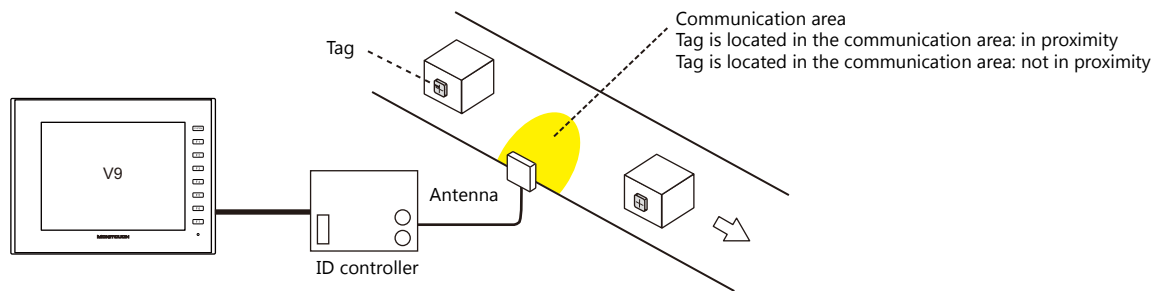 Communication area
Tag is located in the communication area: in proximity
Tag is located in the communication area: not in proximity
Tag
V9
Antenna
ID controller